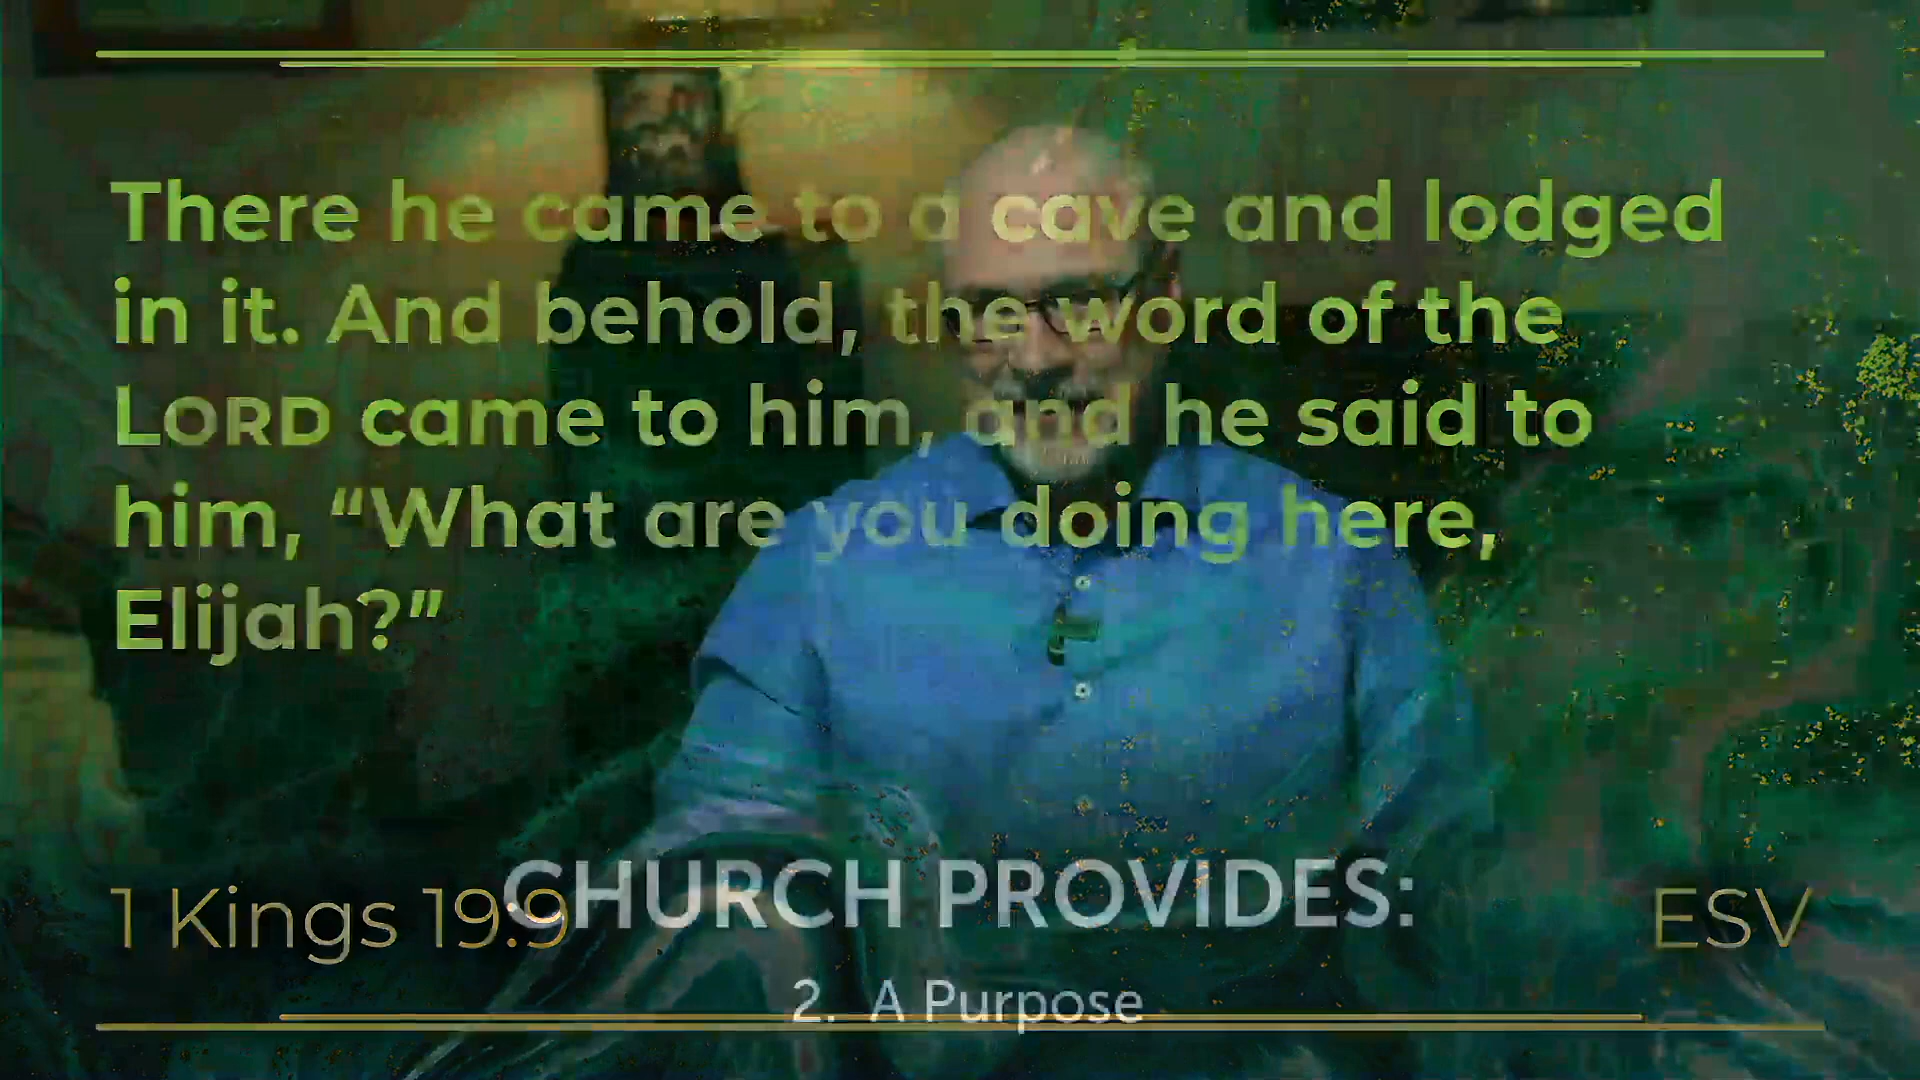 There he came to a cave and lodged
in it. And behold, the word of the
LORD came to him, and he said to
him, “What are you doing here,
Elijah?”
1 Kings 19:9
ESV
CHURCH PROVIDES:
2. A Purpose